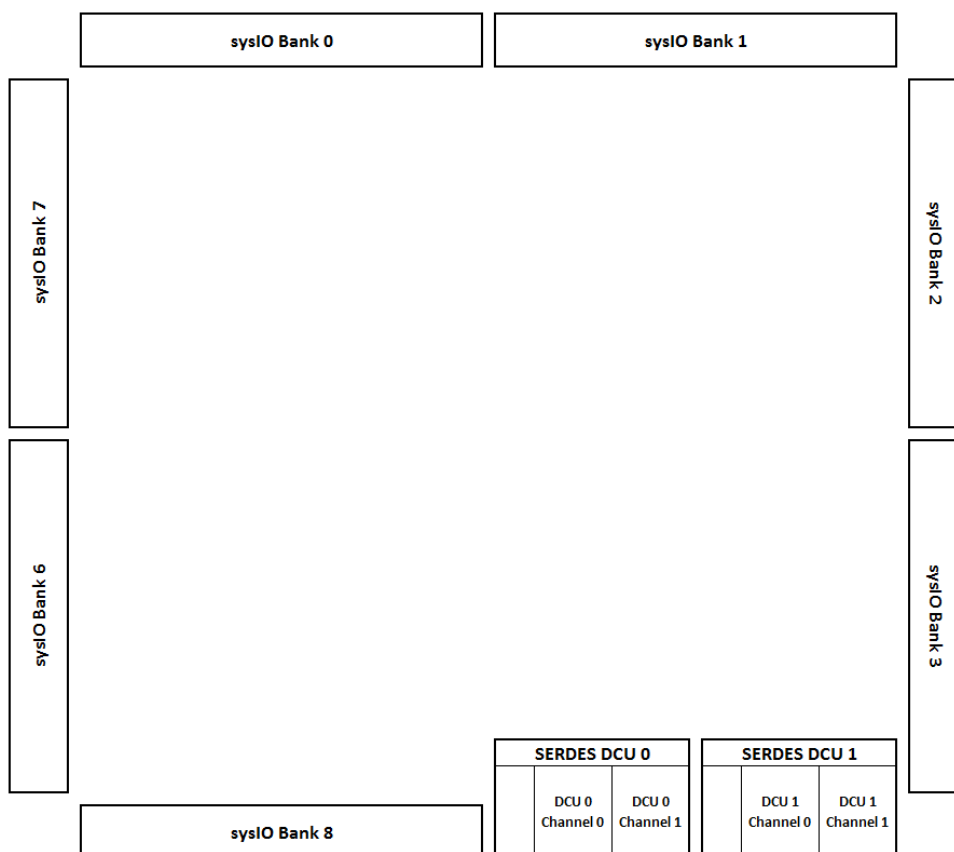 sysIO Bank 0
sysIO Bank 1
sysIO Bank 7
sysIO Bank 2
sysIO Bank 6
sysIO Bank 3
SERDES DCU 0
SERDES DCU 1
DCU 0
Channel 0
DCU 0
Channel 1
DCU 1
Channel 0
DCU 1
Channel 1
sysIO Bank 8